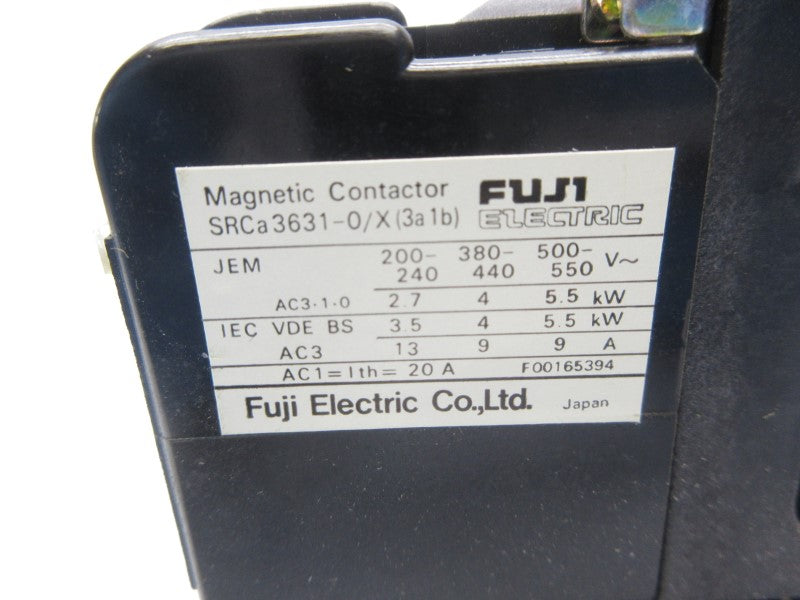 Magnetic Contactor FUJI
SRCa3631-0/X (3a1b) ELECTRIC
JEM 200-240 380-440 500-550 V~
AC3·1·0 2.7 4 5.5 kW
IEC VDE BS 3.5 4 5.5 kW
AC3 13 9 9 A
AC1=Ith= 20 A F00165394
Fuji Electric Co.,Ltd. Japan